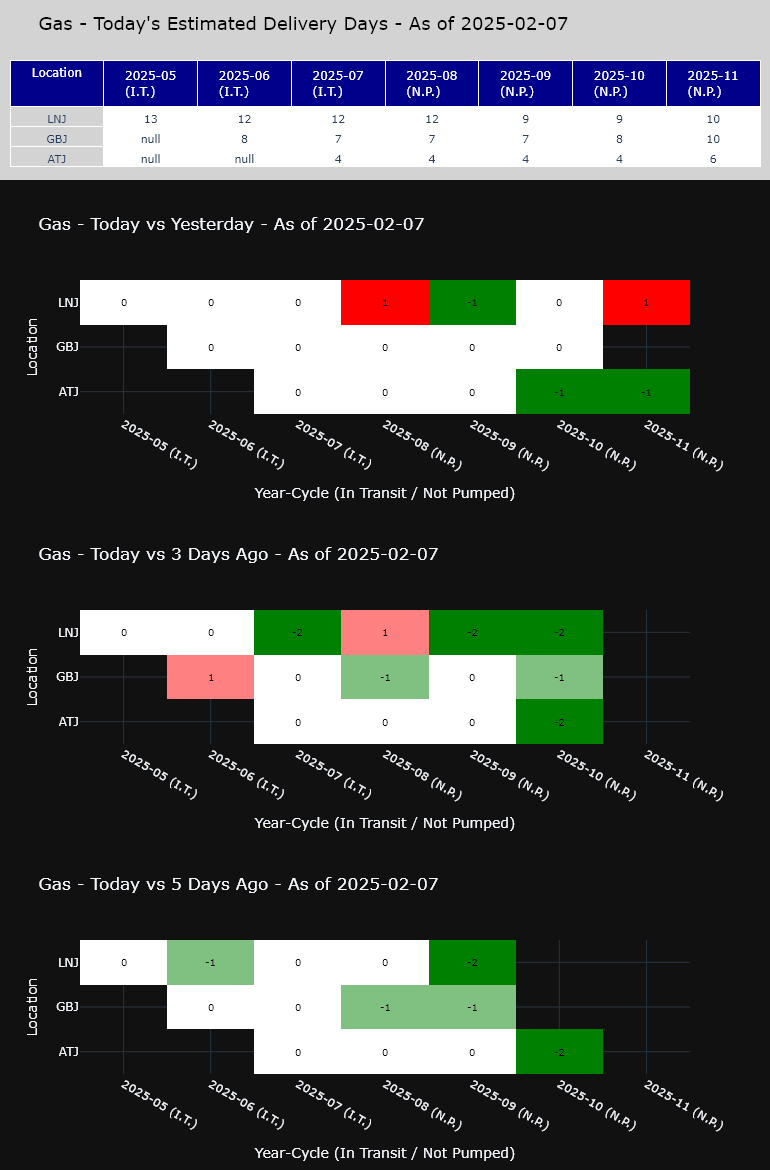 Gas - Today's Estimated Delivery Days - As of 2025-02-07
Location 2025-05 (I.T.) 2025-06 (I.T.) 2025-07 (I.T.) 2025-08 (N.P.) 2025-09 (N.P.) 2025-10 (N.P.) 2025-11 (N.P.)
LNJ 13 12 12 12 9 9 10
GBJ null 8 7 7 7 8 10
ATJ null null 4 4 4 4 6
Gas - Today vs Yesterday - As of 2025-02-07
Location
LNJ 0 0 0 1 -1 0 1
GBJ 0 0 0 0 0
ATJ 0 0 0 -1 -1
2025-05 (I.T.) 2025-06 (I.T.) 2025-07 (I.T.) 2025-08 (N.P.) 2025-09 (N.P.) 2025-10 (N.P.) 2025-11 (N.P.)
Year-Cycle (In Transit / Not Pumped)
Gas - Today vs 3 Days Ago - As of 2025-02-07
Location
LNJ 0 0 -2 1 -2 -2
GBJ 1 0 -1 0 -1
ATJ 0 0 0 -2
2025-05 (I.T.) 2025-06 (I.T.) 2025-07 (I.T.) 2025-08 (N.P.) 2025-09 (N.P.) 2025-10 (N.P.) 2025-11 (N.P.)
Year-Cycle (In Transit / Not Pumped)
Gas - Today vs 5 Days Ago - As of 2025-02-07
Location
LNJ 0 -1 0 0 -2
GBJ 0 0 -1 -1
ATJ 0 0 0 -2
2025-05 (I.T.) 2025-06 (I.T.) 2025-07 (I.T.) 2025-08 (N.P.) 2025-09 (N.P.) 2025-10 (N.P.) 2025-11 (N.P.)
Year-Cycle (In Transit / Not Pumped)